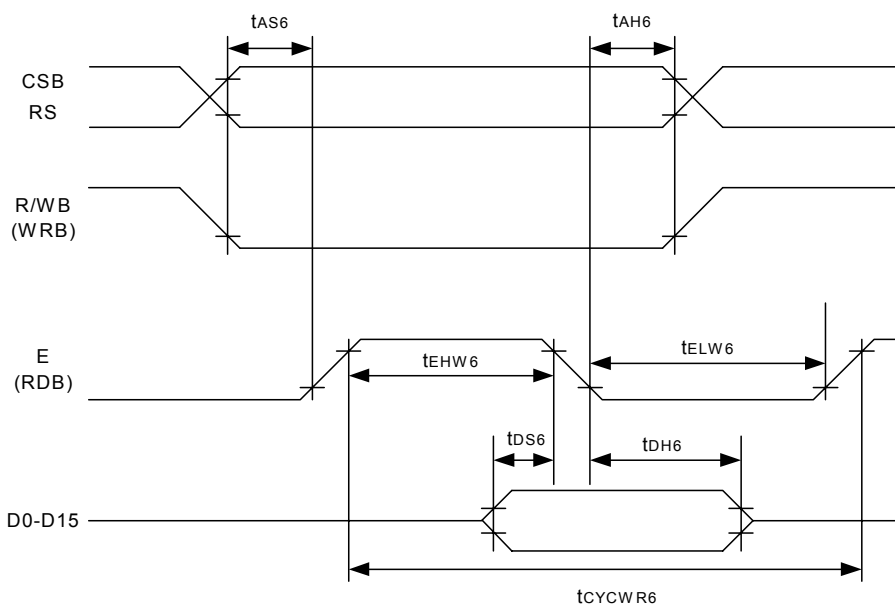 tAS6
tAH6
CSB
RS
R/WB
(WRB)
E
(RDB)
tEHW6
tELW6
tDS6
tDH6
D0-D15
tCYCWR6